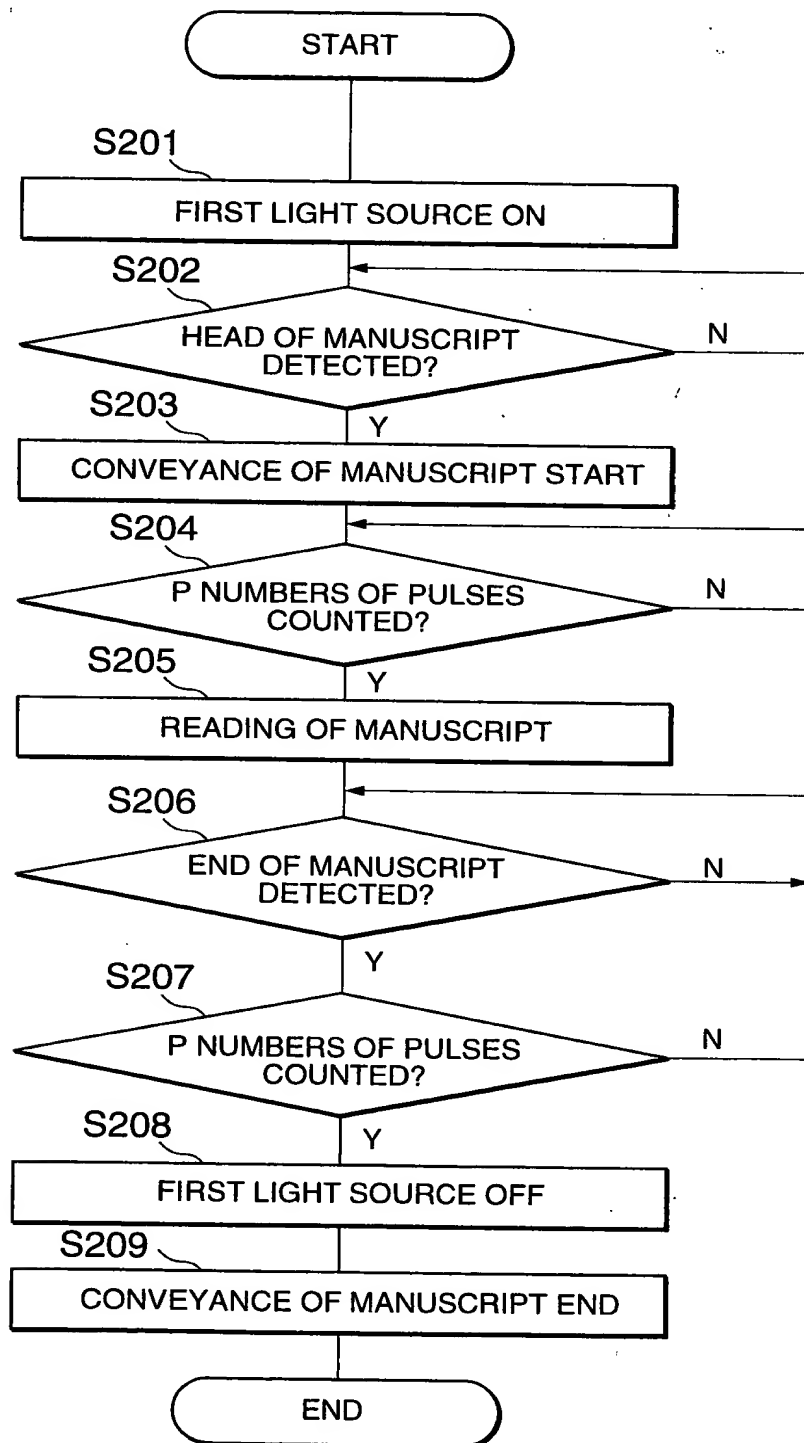 START
S201
FIRST LIGHT SOURCE ON
S202
HEAD OF MANUSCRIPT
DETECTED?
N
Y
S203
CONVEYANCE OF MANUSCRIPT START
S204
P NUMBERS OF PULSES
COUNTED?
N
Y
S205
READING OF MANUSCRIPT
S206
END OF MANUSCRIPT
DETECTED?
N
Y
S207
P NUMBERS OF PULSES
COUNTED?
N
Y
S208
FIRST LIGHT SOURCE OFF
S209
CONVEYANCE OF MANUSCRIPT END
END